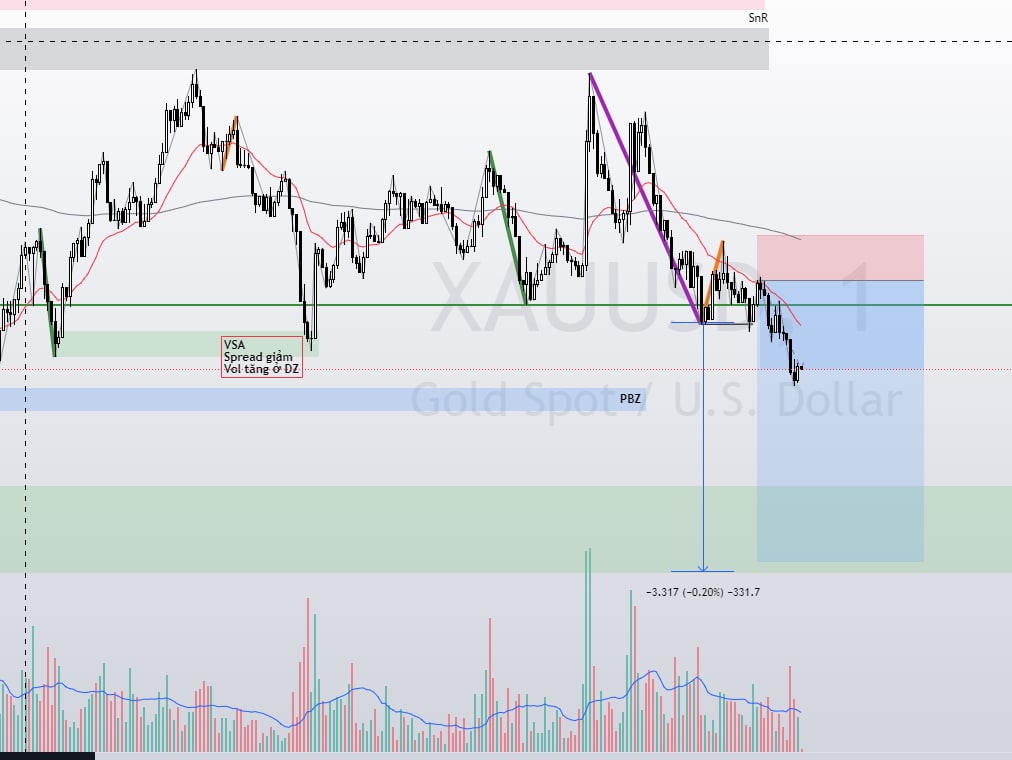 SnR
XAUUSD, 1
Gold Spot / U.S. Dollar
VSA
Spread giảm
Vol tăng ở DZ
PBZ
−3.317 (−0.20%) −331.7